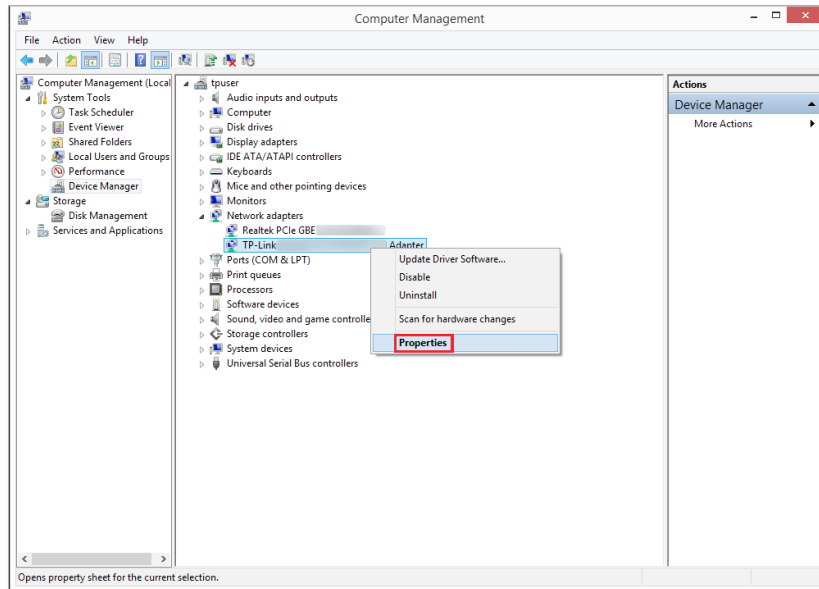 Computer Management
File Action View Help
Computer Management (Local
System Tools
Task Scheduler
Event Viewer
Shared Folders
Local Users and Groups
Performance
Device Manager
Storage
Disk Management
Services and Applications
tpuser
Audio inputs and outputs
Computer
Disk drives
Display adapters
IDE ATA/ATAPI controllers
Keyboards
Mice and other pointing devices
Monitors
Network adapters
Realtek PCIe GBE
TP-Link Adapter
Ports (COM & LPT)
Print queues
Processors
Software devices
Sound, video and game controlle
Storage controllers
System devices
Universal Serial Bus controllers
Update Driver Software...
Disable
Uninstall
Scan for hardware changes
Properties
Actions
Device Manager
More Actions
Opens property sheet for the current selection.